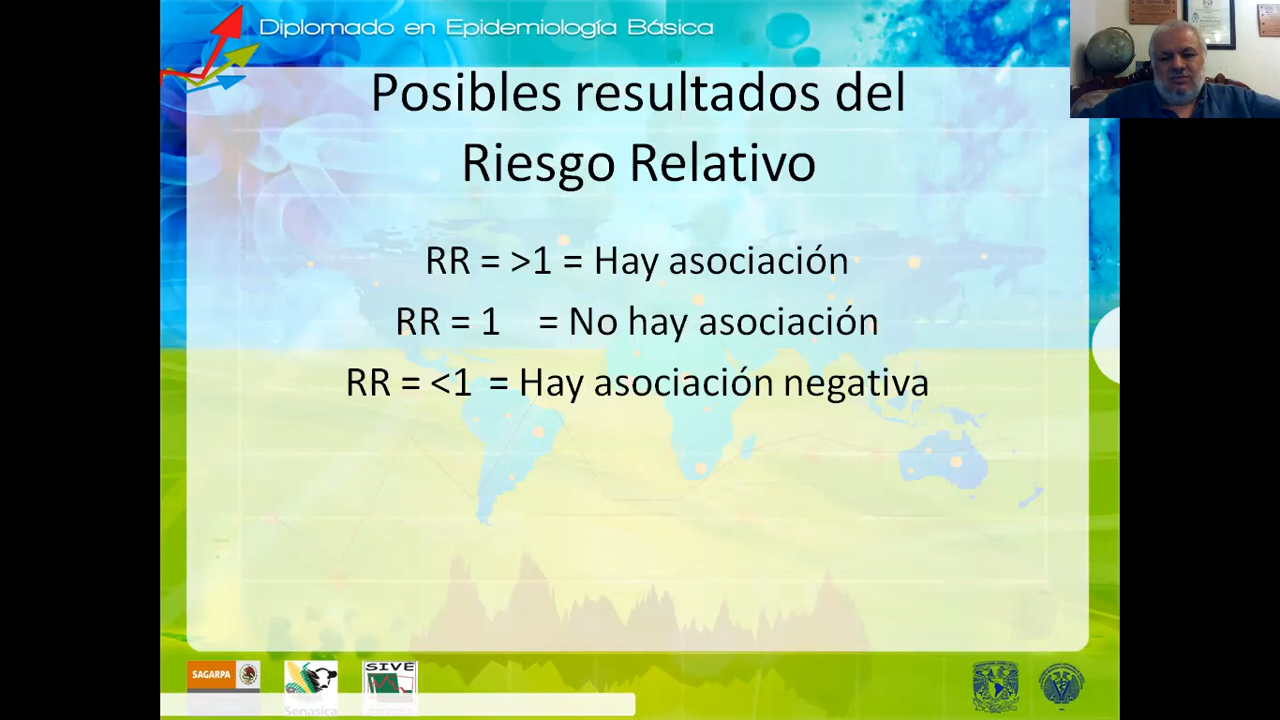 Diplomado en Epidemiología Básica
Posibles resultados del
Riesgo Relativo
RR = >1 = Hay asociación
RR = 1 = No hay asociación
RR = <1 = Hay asociación negativa
SAGARPA
Senasica
SIVE